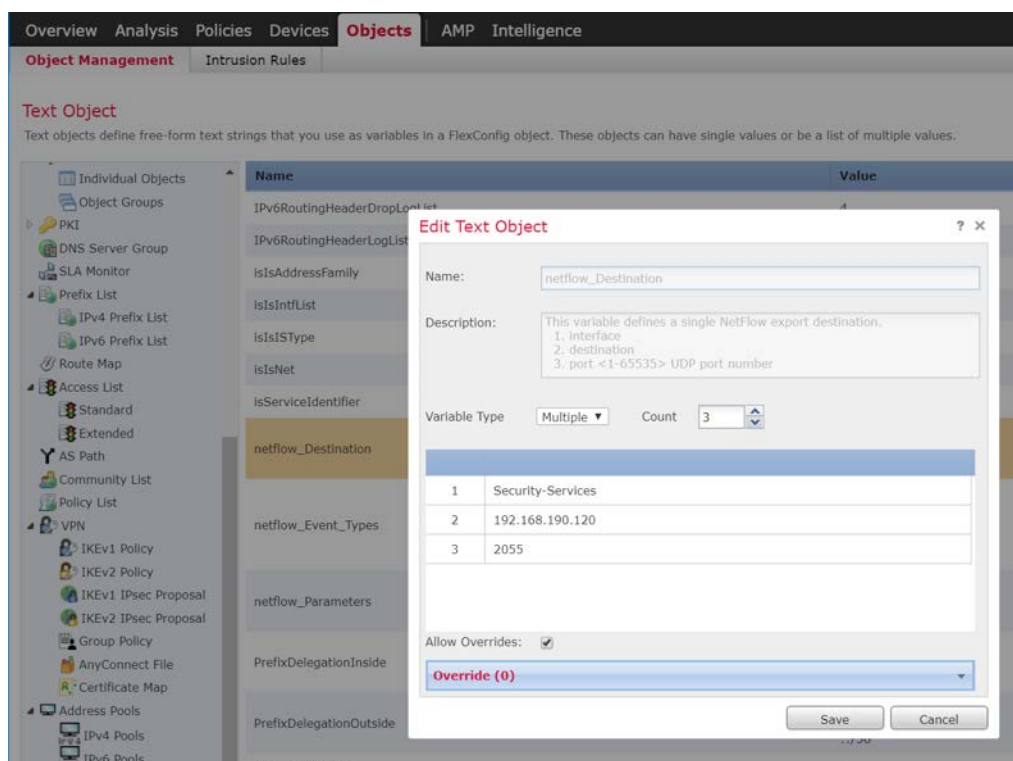 Overview Analysis Policies Devices Objects AMP Intelligence
Object Management Intrusion Rules
Text Object
Text objects define free-form text strings that you use as variables in a FlexConfig object. These objects can have single values or be a list of multiple values.
Individual Objects
Object Groups
PKI
DNS Server Group
SLA Monitor
Prefix List
IPv4 Prefix List
IPv6 Prefix List
Route Map
Access List
Standard
Extended
AS Path
Community List
Policy List
VPN
IKEv1 Policy
IKEv2 Policy
IKEv1 IPsec Proposal
IKEv2 IPsec Proposal
Group Policy
AnyConnect File
Certificate Map
Address Pools
IPv4 Pools
IPv6 Pools
Name Value
IPv6RoutingHeaderDropLogList 4
IPv6RoutingHeaderLogList
isIsAddressFamily
isIsIntfList
isIsISType
isIsNet
isServiceIdentifier
netflow_Destination
netflow_Event_Types
netflow_Parameters
PrefixDelegationInside
PrefixDelegationOutside
Edit Text Object ? ×
Name: netflow_Destination
Description: This variable defines a single NetFlow export destination.
1. Interface
2. destination
3. port <1-65535> UDP port number
Variable Type Multiple Count 3
1 Security-Services
2 192.168.190.120
3 2055
Allow Overrides:
Override (0)
Save Cancel